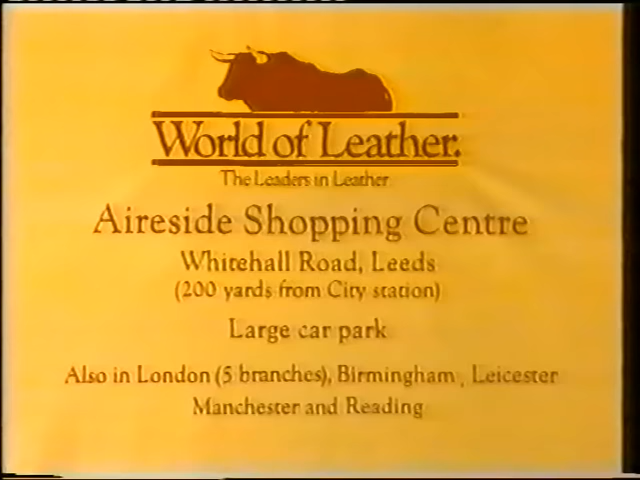 World of Leather.
The Leaders in Leather
Aireside Shopping Centre
Whitehall Road, Leeds
(200 yards from City station)
Large car park
Also in London (5 branches), Birmingham, Leicester
Manchester and Reading